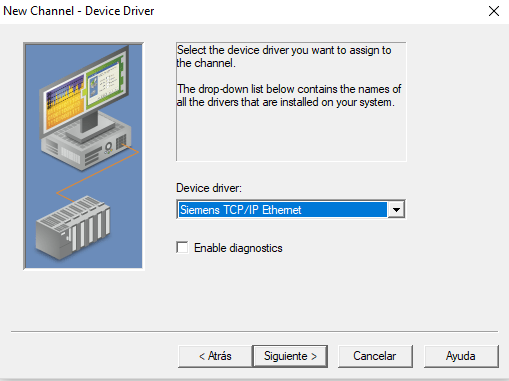 New Channel - Device Driver
Select the device driver you want to assign to
the channel.
The drop-down list below contains the names of
all the drivers that are installed on your system.
Device driver:
Siemens TCP/IP Ethernet
Enable diagnostics
< Atrás
Siguiente >
Cancelar
Ayuda